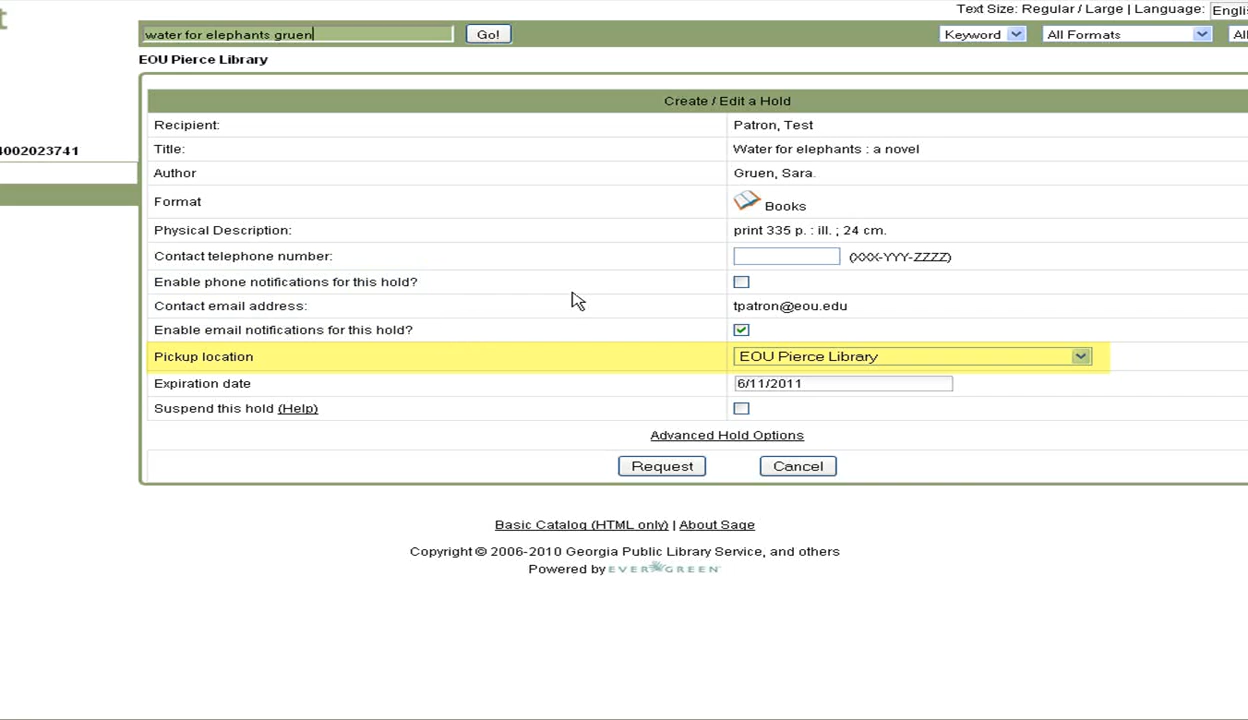 t
Text Size: Regular / Large | Language: Engli
water for elephants gruen Go! Keyword All Formats All
EOU Pierce Library
Create / Edit a Hold
Recipient: Patron, Test
4002023741
Title: Water for elephants : a novel
Author Gruen, Sara.
Format Books
Physical Description: print 335 p. : ill. ; 24 cm.
Contact telephone number: (XXX-YYY-ZZZZ)
Enable phone notifications for this hold?
Contact email address: tpatron@eou.edu
Enable email notifications for this hold?
Pickup location EOU Pierce Library
Expiration date 6/11/2011
Suspend this hold (Help)
Advanced Hold Options
Request Cancel
Basic Catalog (HTML only) | About Sage
Copyright © 2006-2010 Georgia Public Library Service, and others
Powered by EVERGREEN